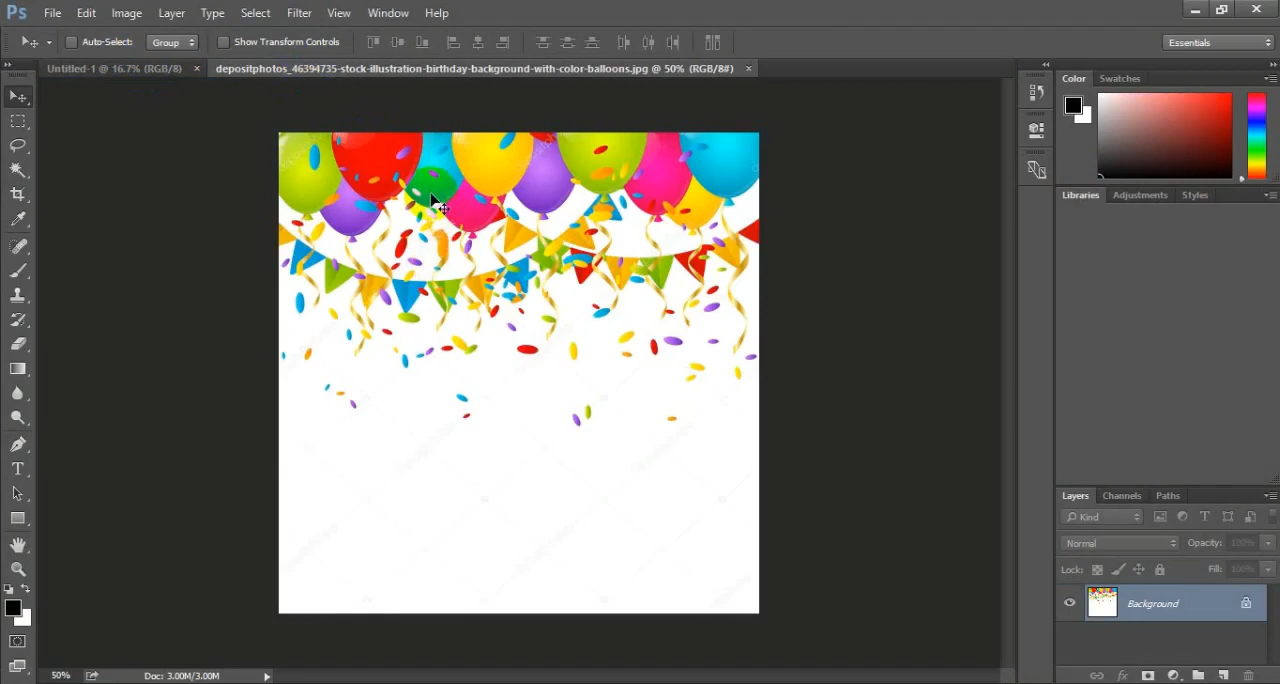 Ps File Edit Image Layer Type Select Filter View Window Help
Auto-Select: Group Show Transform Controls Essentials
Untitled-1 @ 16.7% (RGB/8) × depositphotos_46394735-stock-illustration-birthday-background-with-color-balloons.jpg @ 50% (RGB/8#) ×
Color Swatches
Libraries Adjustments Styles
Layers Channels Paths
Kind
Normal Opacity: 100%
Lock: Fill: 100%
Background
50% Doc: 3.00M/3.00M